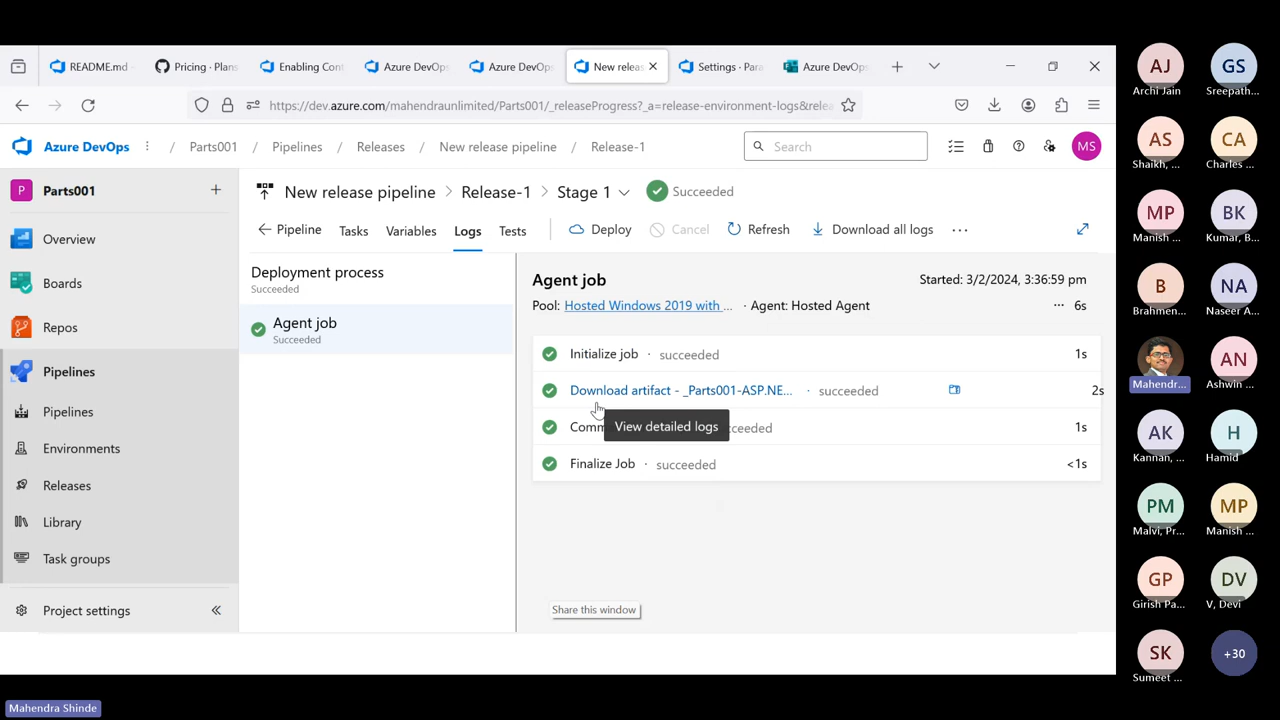 README.md
Pricing · Plans
Enabling Cont
Azure DevOp
Azure DevOp
New relea
Settings · Para
Azure DevOp
https://dev.azure.com/mahendraunlimited/Parts001/_releaseProgress?_a=release-environment-logs&relea
Azure DevOps / Parts001 / Pipelines / Releases / New release pipeline / Release-1
Search
MS
P Parts001 +
Overview
Boards
Repos
Pipelines
Pipelines
Environments
Releases
Library
Task groups
Project settings
New release pipeline > Release-1 > Stage 1 Succeeded
Pipeline Tasks Variables Logs Tests Deploy Cancel Refresh Download all logs ...
Deployment process
Succeeded
Agent job
Succeeded
Agent job Started: 3/2/2024, 3:36:59 pm
Pool: Hosted Windows 2019 with ... · Agent: Hosted Agent ... 6s
Initialize job · succeeded 1s
Download artifact - _Parts001-ASP.NE... · succeeded 2s
View detailed logs
1s
Finalize Job · succeeded <1s
Share this window
AJ
Archi Jain
GS
Sreepath...
AS
Shaikh, ...
CA
Charles ...
MP
Manish ...
BK
Kumar, B...
B
Brahmen...
NA
Naseer A...
Mahendr...
AN
Ashwin ...
AK
Kannan, ...
H
Hamid
PM
Malvi, Pr...
MP
Manish ...
GP
Girish Pa...
DV
V, Devi
SK
Sumeet ...
+30
Mahendra Shinde